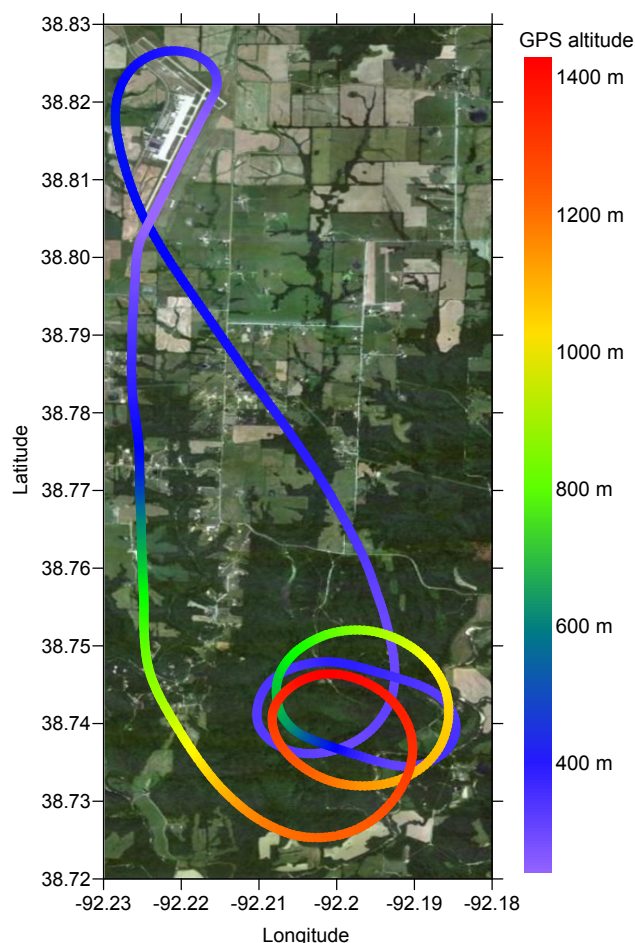 38.83
38.82
38.81
38.80
38.79
38.78
38.77
38.76
38.75
38.74
38.73
38.72
Latitude
-92.23
-92.22
-92.21
-92.2
-92.19
-92.18
Longitude
GPS altitude
1400 m
1200 m
1000 m
800 m
600 m
400 m